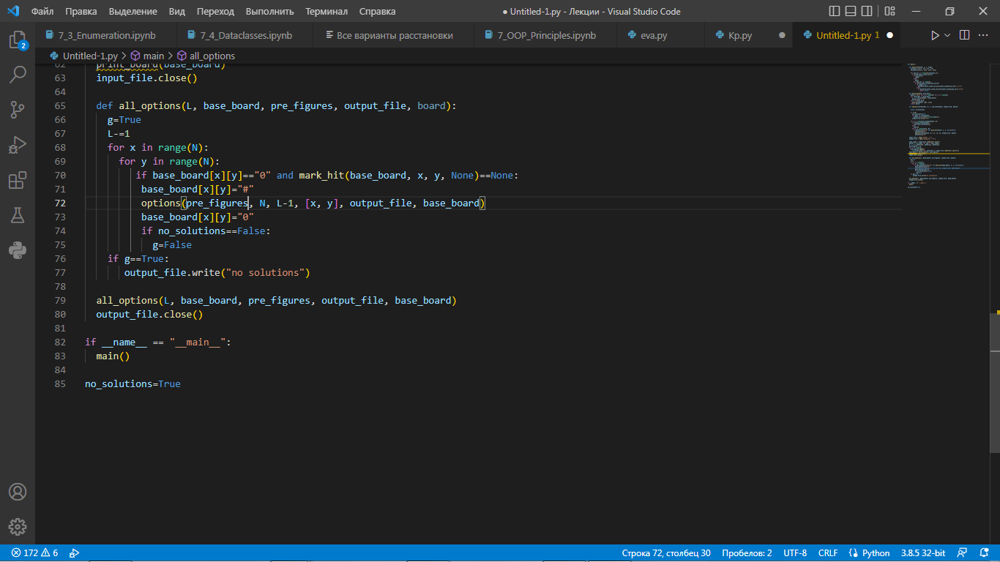 Файл Правка Выделение Вид Переход Выполнить Терминал Справка
● Untitled-1.py - Лекции - Visual Studio Code
7_3_Enumeration.ipynb 7_4_Dataclasses.ipynb Все варианты расстановки 7_OOP_Principles.ipynb eva.py Kp.py Untitled-1.py 1
2
Untitled-1.py > main > all_options
62 print_board(base_board)
63 input_file.close()
64
65 def all_options(L, base_board, pre_figures, output_file, board):
66 g=True
67 L-=1
68 for x in range(N):
69 for y in range(N):
70 if base_board[x][y]=="0" and mark_hit(base_board, x, y, None)==None:
71 base_board[x][y]="#"
72 options(pre_figures, N, L-1, [x, y], output_file, base_board)
73 base_board[x][y]="0"
74 if no_solutions==False:
75 g=False
76 if g==True:
77 output_file.write("no solutions")
78
79 all_options(L, base_board, pre_figures, output_file, base_board)
80 output_file.close()
81
82 if __name__ == "__main__":
83 main()
84
85 no_solutions=True
172 6 Строка 72, столбец 30 Пробелов: 2 UTF-8 CRLF Python 3.8.5 32-bit